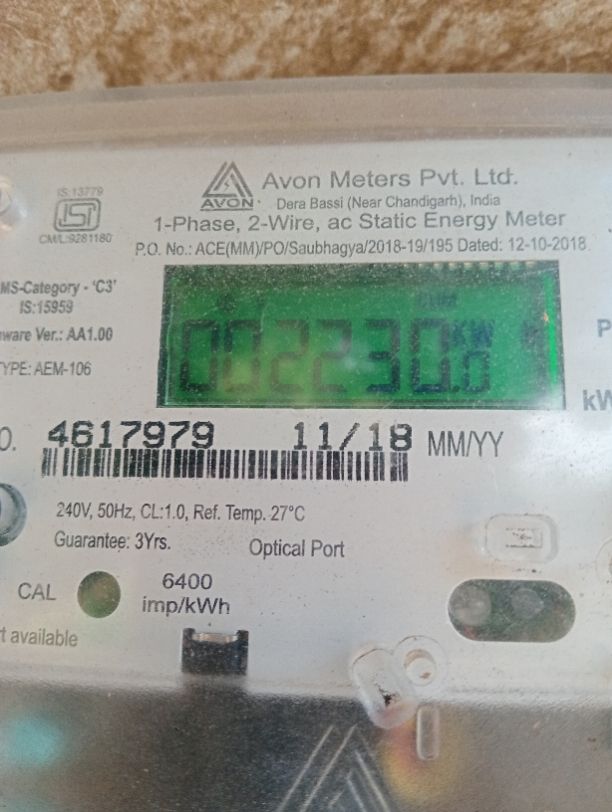 IS:13779
ISI
CM/L:9281180
AVON
Avon Meters Pvt. Ltd.
Dera Bassi (Near Chandigarh), India
1-Phase, 2-Wire, ac Static Energy Meter
P.O. No.: ACE(MM)/PO/Saubhagya/2018-19/195 Dated: 12-10-2018
MS-Category - 'C3'
IS:15959
ware Ver.: AA1.00
YPE: AEM-106
CUM
002230.0 KW
P
kW
O. 4617979 11/18 MM/YY
240V, 50Hz, CL:1.0, Ref. Temp. 27°C
Guarantee: 3Yrs.
Optical Port
CAL
6400
imp/kWh
t available